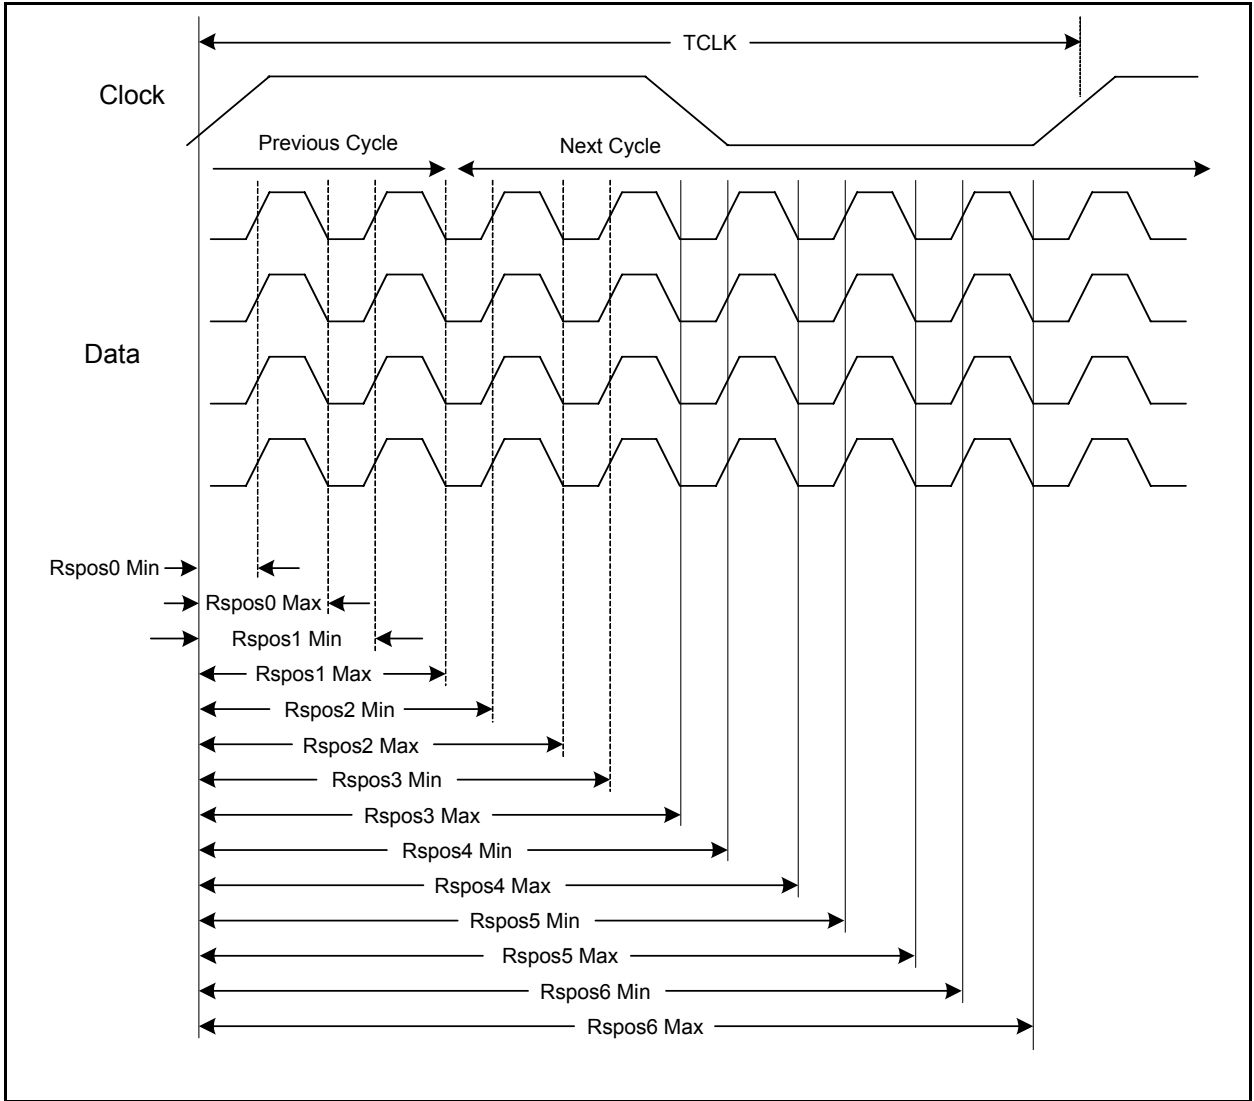 TCLK
Clock
Previous Cycle
Next Cycle
Data
Rspos0 Min
Rspos0 Max
Rspos1 Min
Rspos1 Max
Rspos2 Min
Rspos2 Max
Rspos3 Min
Rspos3 Max
Rspos4 Min
Rspos4 Max
Rspos5 Min
Rspos5 Max
Rspos6 Min
Rspos6 Max